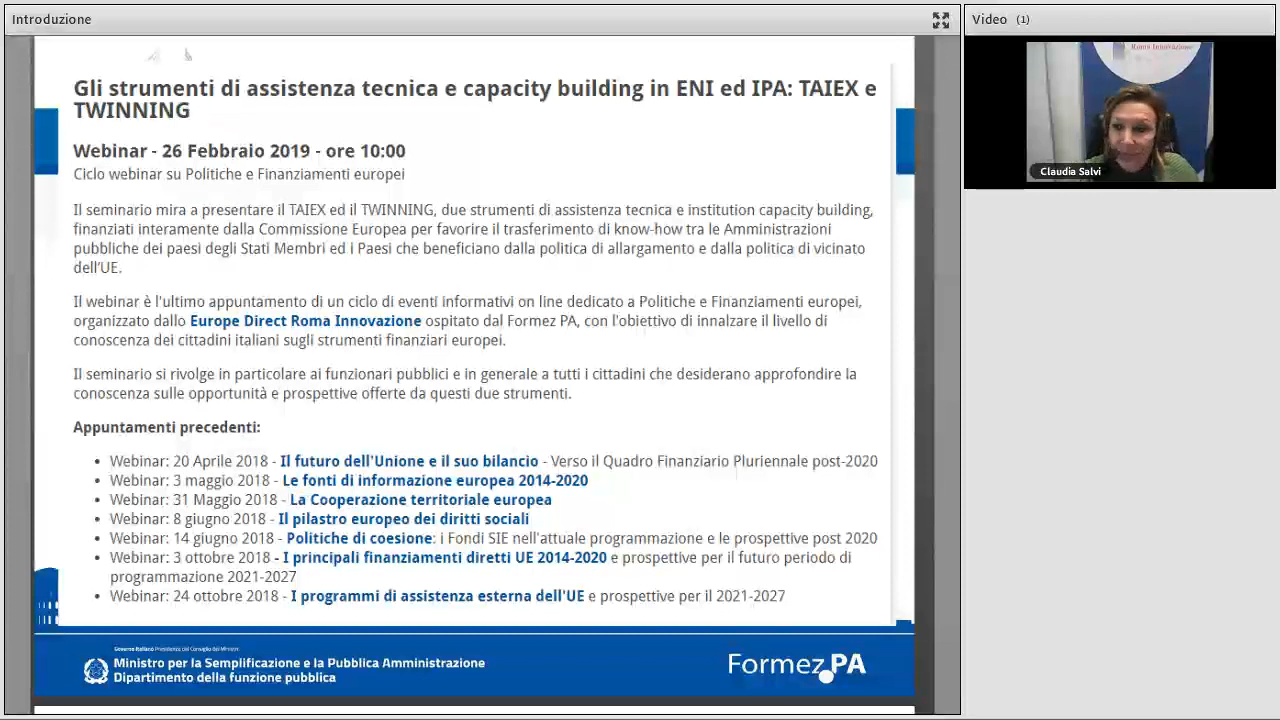 Introduzione
Video (1)
Gli strumenti di assistenza tecnica e capacity building in ENI ed IPA: TAIEX e
TWINNING
Webinar - 26 Febbraio 2019 - ore 10:00
Ciclo webinar su Politiche e Finanziamenti europei
Il seminario mira a presentare il TAIEX ed il TWINNING, due strumenti di assistenza tecnica e institution capacity building,
finanziati interamente dalla Commissione Europea per favorire il trasferimento di know-how tra le Amministrazioni
pubbliche dei paesi degli Stati Membri ed i Paesi che beneficiano dalla politica di allargamento e dalla politica di vicinato
dell'UE.
Il webinar è l'ultimo appuntamento di un ciclo di eventi informativi on line dedicato a Politiche e Finanziamenti europei,
organizzato dallo Europe Direct Roma Innovazione ospitato dal Formez PA, con l'obiettivo di innalzare il livello di
conoscenza dei cittadini italiani sugli strumenti finanziari europei.
Il seminario si rivolge in particolare ai funzionari pubblici e in generale a tutti i cittadini che desiderano approfondire la
conoscenza sulle opportunità e prospettive offerte da questi due strumenti.
Appuntamenti precedenti:
• Webinar: 20 Aprile 2018 - Il futuro dell'Unione e il suo bilancio - Verso il Quadro Finanziario Pluriennale post-2020
• Webinar: 3 maggio 2018 - Le fonti di informazione europea 2014-2020
• Webinar: 31 Maggio 2018 - La Cooperazione territoriale europea
• Webinar: 8 giugno 2018 - Il pilastro europeo dei diritti sociali
• Webinar: 14 giugno 2018 - Politiche di coesione: i Fondi SIE nell'attuale programmazione e le prospettive post 2020
• Webinar: 3 ottobre 2018 - I principali finanziamenti diretti UE 2014-2020 e prospettive per il futuro periodo di
programmazione 2021-2027
• Webinar: 24 ottobre 2018 - I programmi di assistenza esterna dell'UE e prospettive per il 2021-2027
Governo Italiano Presidenza del Consiglio dei Ministri
Ministro per la Semplificazione e la Pubblica Amministrazione
Dipartimento della funzione pubblica
Formez PA
Roma Innovazione
Claudia Salvi